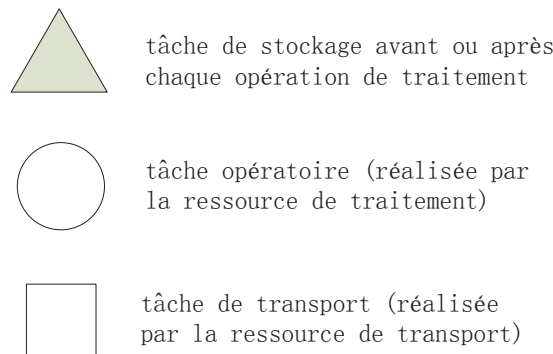 tâche de stockage avant ou après
chaque opération de traitement
tâche opératoire (réalisée par
la ressource de traitement)
tâche de transport (réalisée
par la ressource de transport)